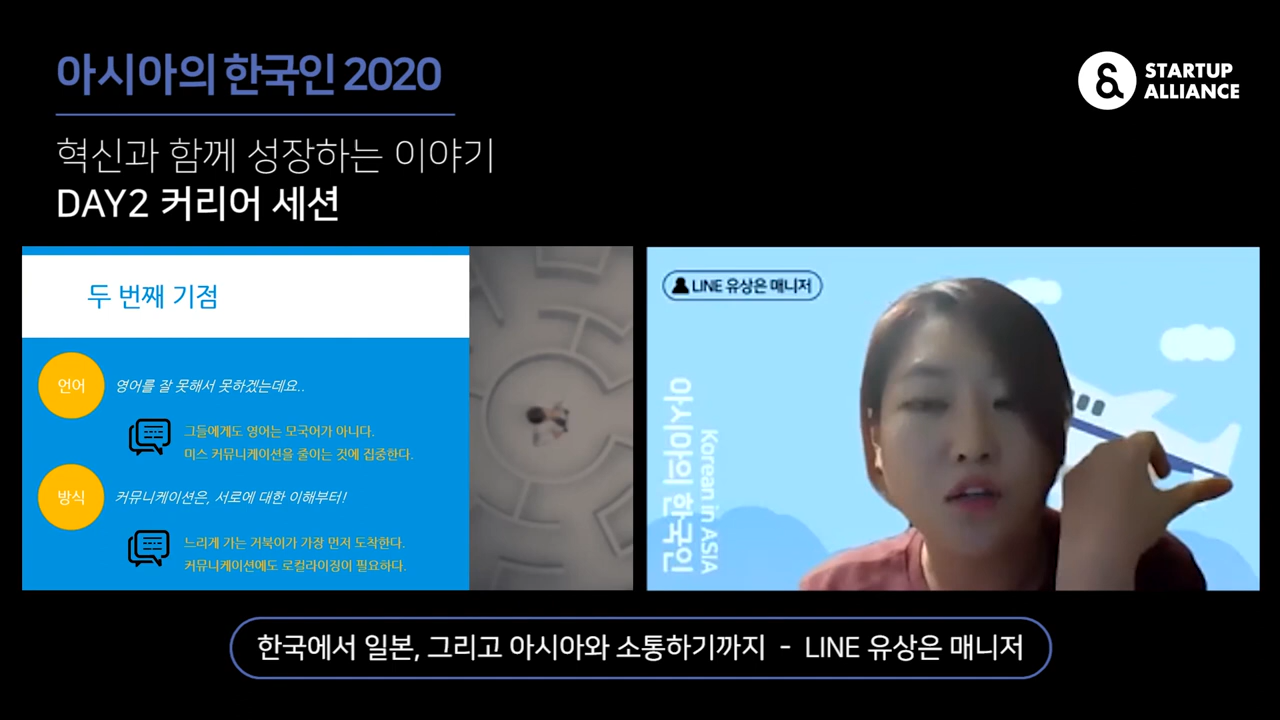 아시아의 한국인 2020
STARTUP
ALLIANCE
혁신과 함께 성장하는 이야기
DAY2 커리어 세션
두 번째 기점
언어
영어를 잘 못해서 못하겠는데요..
그들에게도 영어는 모국어가 아니다.
미스 커뮤니케이션을 줄이는 것에 집중한다.
방식
커뮤니케이션은, 서로에 대한 이해부터!
느리게 가는 거북이가 가장 먼저 도착한다.
커뮤니케이션에도 로컬라이징이 필요하다.
LINE 유상은 매니저
아시아의 한국인
Korean in ASIA
한국에서 일본, 그리고 아시아와 소통하기까지 - LINE 유상은 매니저